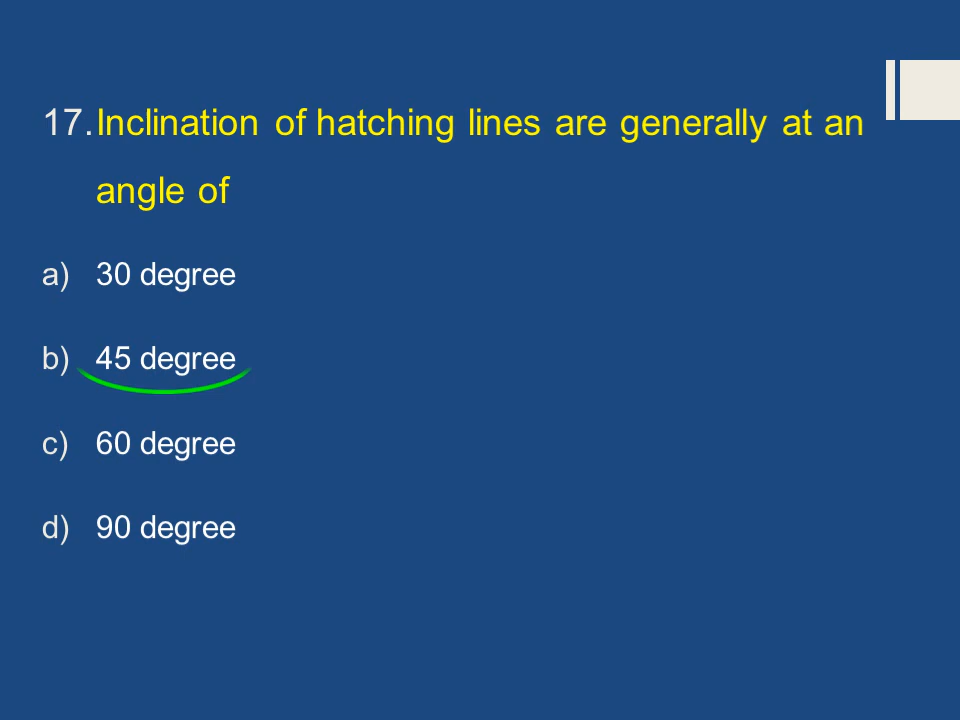 17. Inclination of hatching lines are generally at an
angle of
a) 30 degree
b) 45 degree
c) 60 degree
d) 90 degree